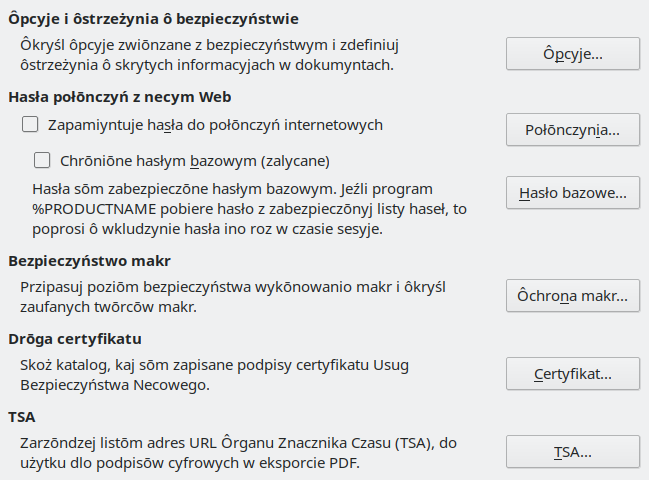 Ôpcyje i ôstrzeżynia ô bezpieczyństwie
Ôkryśl ôpcyje zwiōnzane z bezpieczyństwym i zdefiniuj
ôstrzeżynia ô skrytych informacyjach w dokumyntach.
Ôpcyje...
Hasła połōnczyń z necym Web
Zapamiyntuje hasła do połōnczyń internetowych
Połōnczynia...
Chrōniōne hasłym bazowym (zalycane)
Hasła sōm zabezpieczōne hasłym bazowym. Jeźli program
%PRODUCTNAME pobiere hasło z zabezpieczōnyj listy haseł, to
poprosi ô wkludzynie hasła ino roz w czasie sesyje.
Hasło bazowe...
Bezpieczyństwo makr
Przipasuj poziōm bezpieczyństwa wykōnowanio makr i ôkryśl
zaufanych twōrcōw makr.
Ôchrona makr...
Drōga certyfikatu
Skoż katalog, kaj sōm zapisane podpisy certyfikatu Usug
Bezpieczyństwa Necowego.
Certyfikat...
TSA
Zarzōndzej listōm adres URL Ôrganu Znacznika Czasu (TSA), do
użytku dlo podpisōw cyfrowych w eksporcie PDF.
TSA...